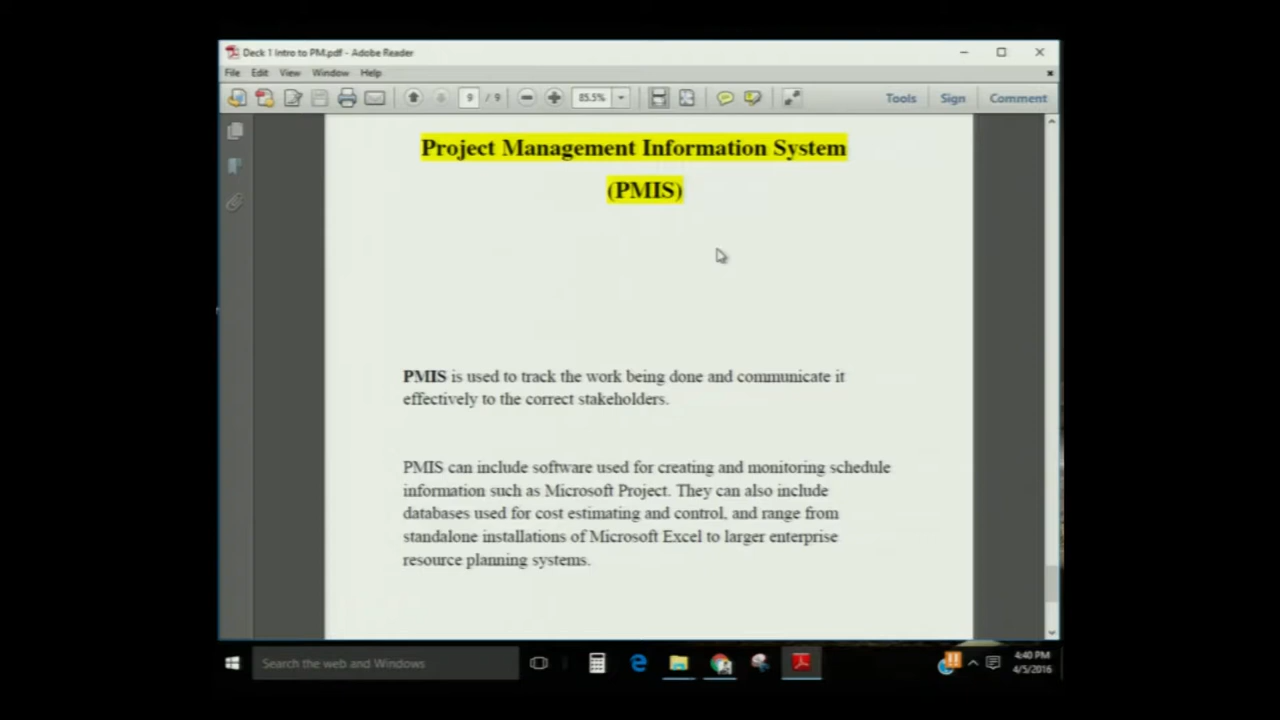 Deck 1 Intro to PM.pdf - Adobe Reader
File Edit View Window Help
9 / 9 85.5% Tools Sign Comment
Project Management Information System
(PMIS)
PMIS is used to track the work being done and communicate it
effectively to the correct stakeholders.
PMIS can include software used for creating and monitoring schedule
information such as Microsoft Project. They can also include
databases used for cost estimating and control, and range from
standalone installations of Microsoft Excel to larger enterprise
resource planning systems.
Search the web and Windows
4:40 PM
4/5/2016